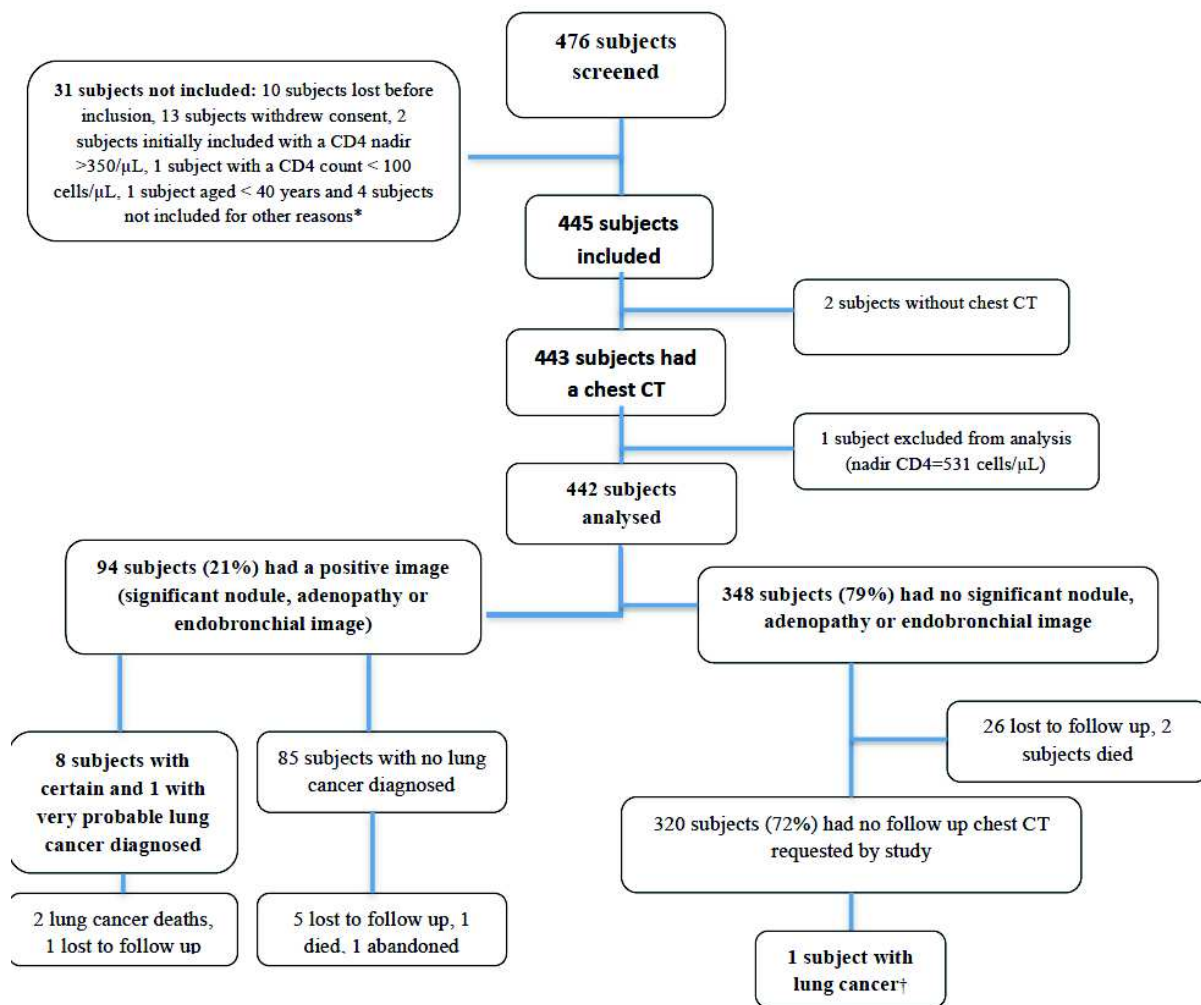 476 subjects
screened
31 subjects not included: 10 subjects lost before
inclusion, 13 subjects withdrew consent, 2
subjects initially included with a CD4 nadir
>350/µL, 1 subject with a CD4 count < 100
cells/µL, 1 subject aged < 40 years and 4 subjects
not included for other reasons*
445 subjects
included
2 subjects without chest CT
443 subjects had
a chest CT
1 subject excluded from analysis
(nadir CD4=531 cells/µL)
442 subjects
analysed
94 subjects (21%) had a positive image
(significant nodule, adenopathy or
endobronchial image)
348 subjects (79%) had no significant nodule,
adenopathy or endobronchial image
26 lost to follow up, 2
subjects died
8 subjects with
certain and 1 with
very probable lung
cancer diagnosed
85 subjects with no lung
cancer diagnosed
320 subjects (72%) had no follow up chest CT
requested by study
2 lung cancer deaths,
1 lost to follow up
5 lost to follow up, 1
died, 1 abandoned
1 subject with
lung cancer†